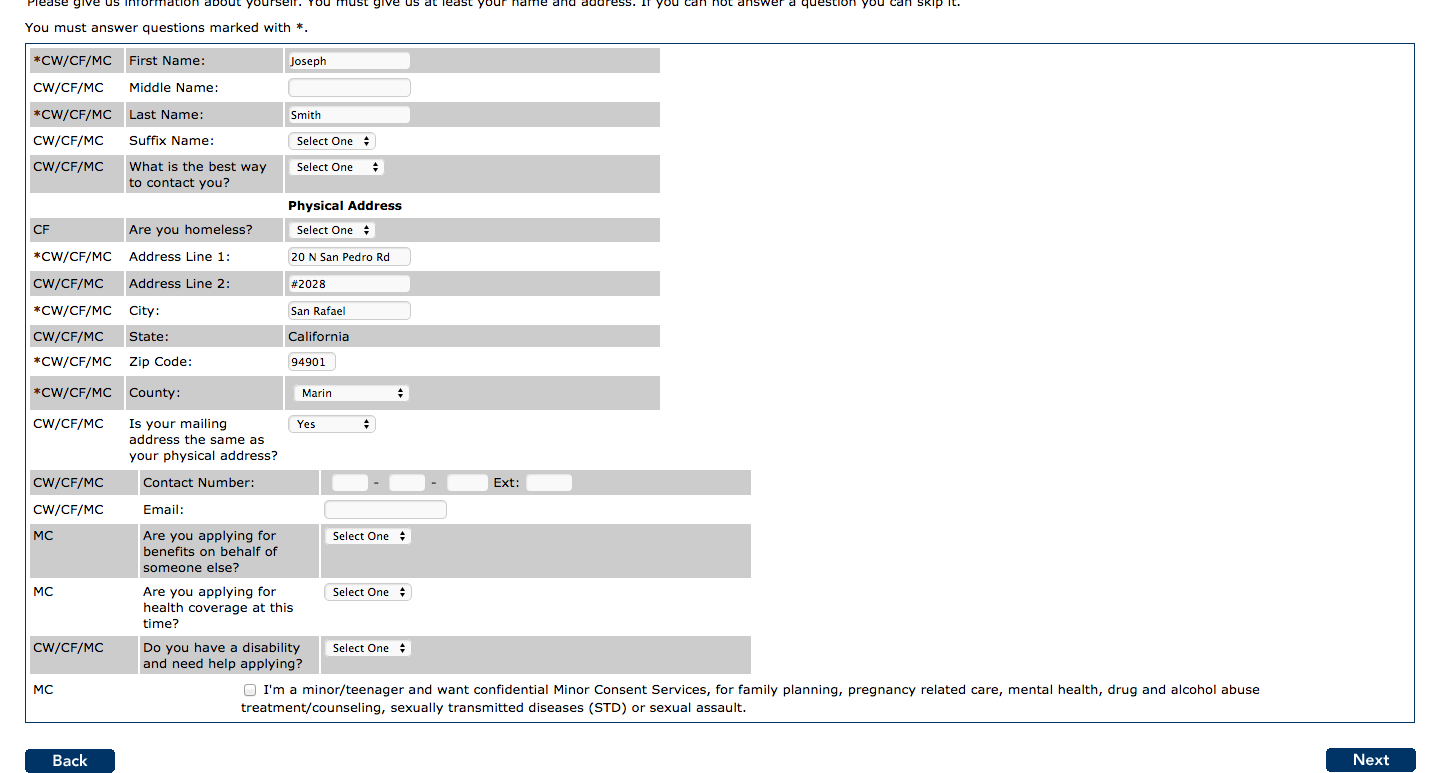 Please give us information about yourself. You must give us at least your name and address. If you can not answer a question you can skip it.
You must answer questions marked with *.
*CW/CF/MC First Name: Joseph
CW/CF/MC Middle Name:
*CW/CF/MC Last Name: Smith
CW/CF/MC Suffix Name: Select One
CW/CF/MC What is the best way Select One
to contact you?
Physical Address
CF Are you homeless? Select One
*CW/CF/MC Address Line 1: 20 N San Pedro Rd
CW/CF/MC Address Line 2: #2028
*CW/CF/MC City: San Rafael
CW/CF/MC State: California
*CW/CF/MC Zip Code: 94901
*CW/CF/MC County: Marin
CW/CF/MC Is your mailing Yes
address the same as
your physical address?
CW/CF/MC Contact Number: - - Ext:
CW/CF/MC Email:
MC Are you applying for Select One
benefits on behalf of
someone else?
MC Are you applying for Select One
health coverage at this
time?
CW/CF/MC Do you have a disability Select One
and need help applying?
MC I'm a minor/teenager and want confidential Minor Consent Services, for family planning, pregnancy related care, mental health, drug and alcohol abuse
treatment/counseling, sexually transmitted diseases (STD) or sexual assault.
Back Next